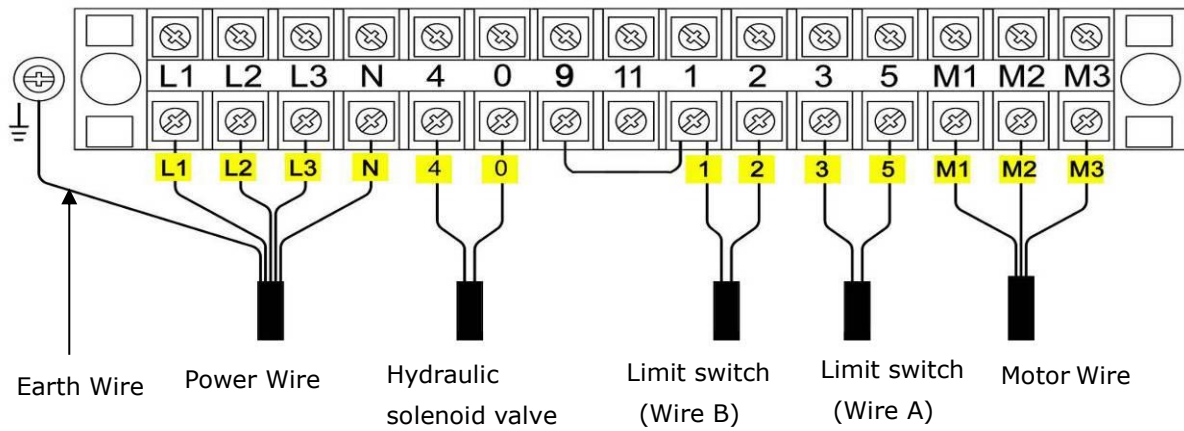 L1 L2 L3 N 4 0 9 11 1 2 3 5 M1 M2 M3
L1 L2 L3 N 4 0 1 2 3 5 M1 M2 M3
Earth Wire
Power Wire
Hydraulic
solenoid valve
Limit switch
(Wire B)
Limit switch
(Wire A)
Motor Wire